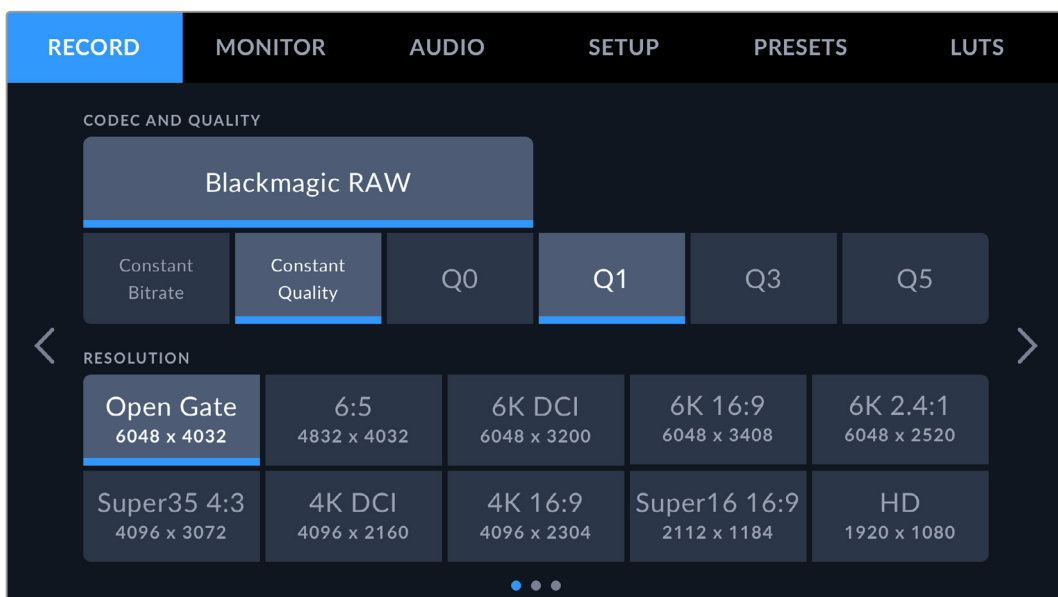 RECORD MONITOR AUDIO SETUP PRESETS LUTS
CODEC AND QUALITY
Blackmagic RAW
Constant Bitrate Constant Quality Q0 Q1 Q3 Q5
RESOLUTION
Open Gate 6:5 6K DCI 6K 16:9 6K 2.4:1
6048 x 4032 4832 x 4032 6048 x 3200 6048 x 3408 6048 x 2520
Super35 4:3 4K DCI 4K 16:9 Super16 16:9 HD
4096 x 3072 4096 x 2160 4096 x 2304 2112 x 1184 1920 x 1080